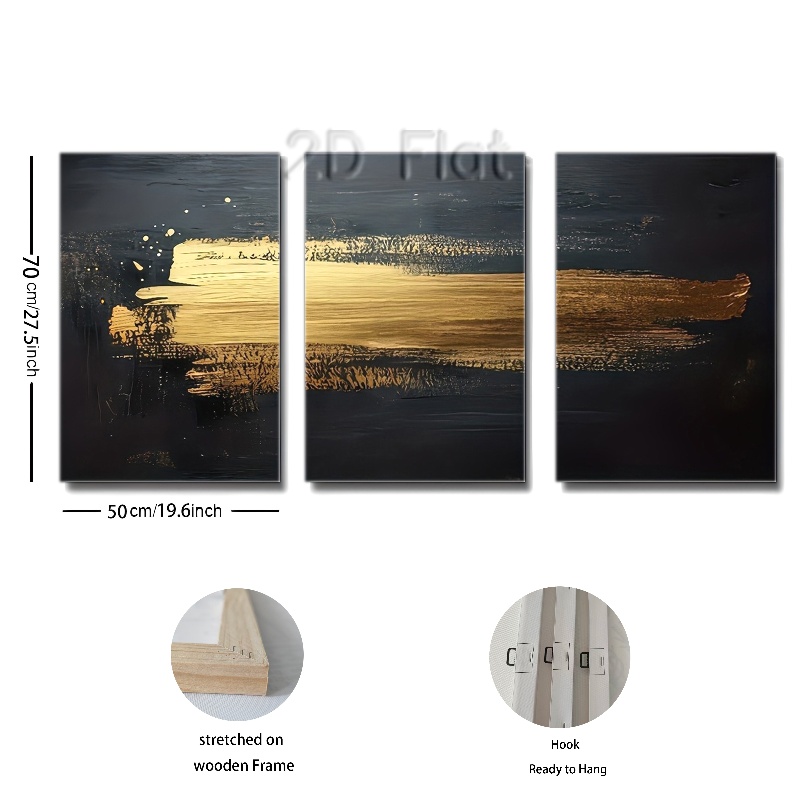 2D Flat
70 cm/27.5inch
50cm/19.6inch
stretched on
wooden Frame
Hook
Ready to Hang